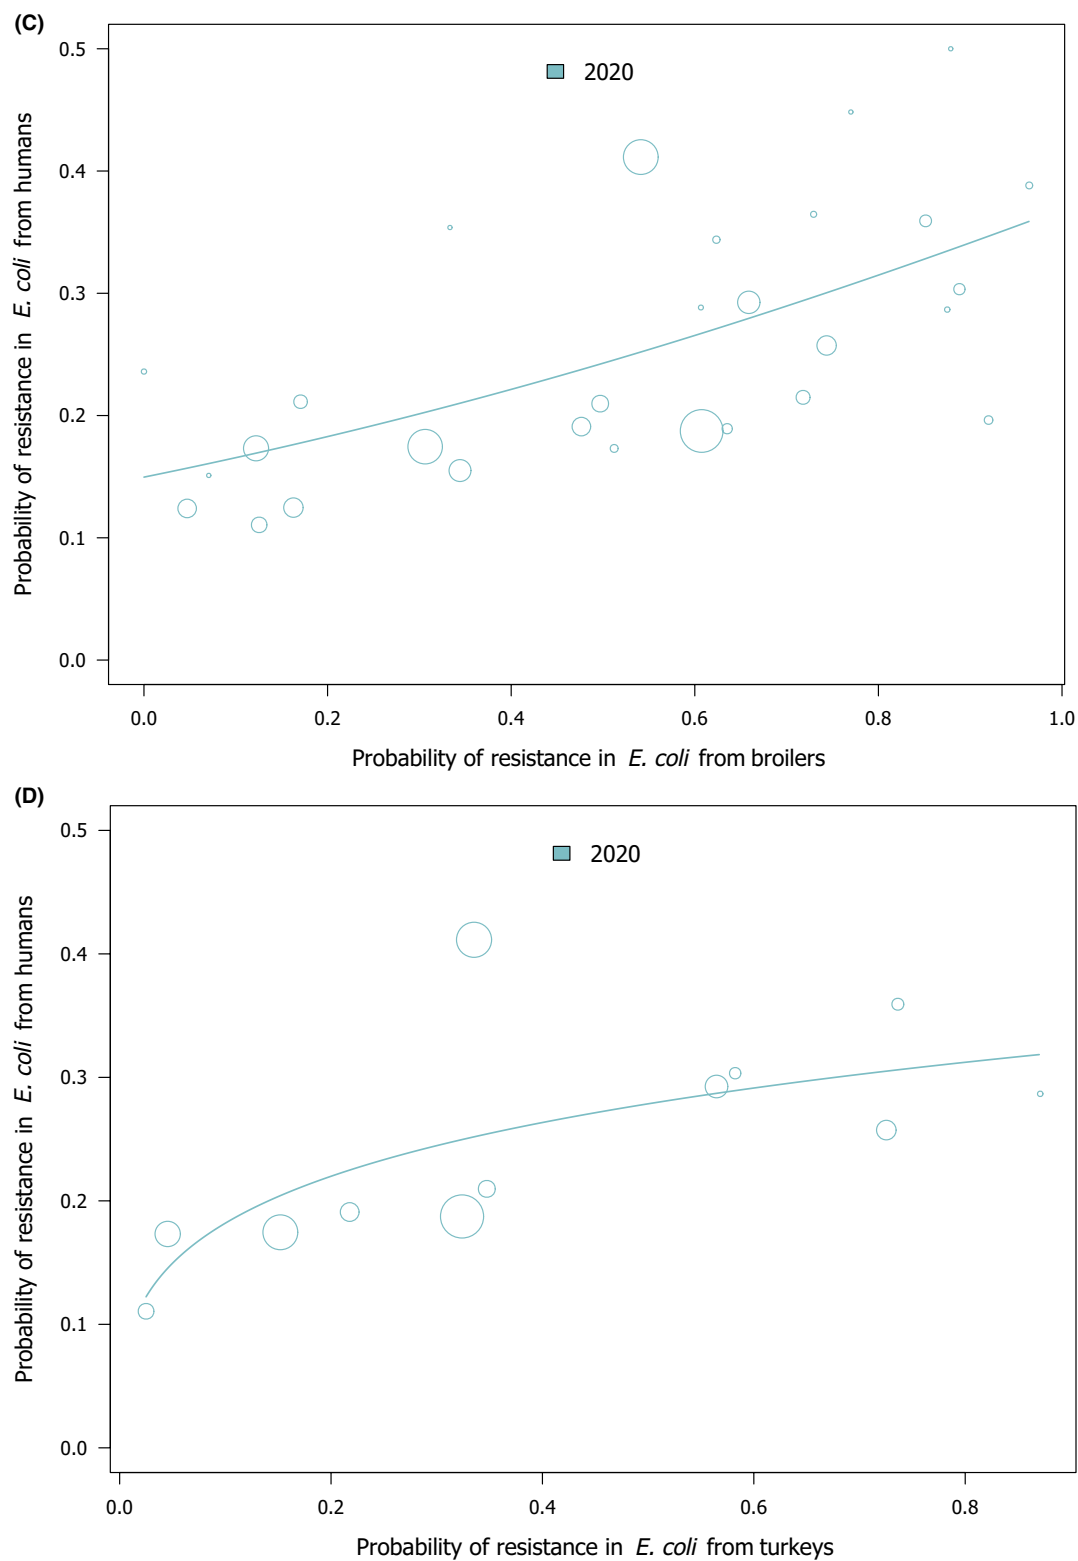 (C)
0.5
0.4
0.3
0.2
0.1
0.0
Probability of resistance in E. coli from humans
2020
0.0 0.2 0.4 0.6 0.8 1.0
Probability of resistance in E. coli from broilers
(D)
0.5
0.4
0.3
0.2
0.1
0.0
Probability of resistance in E. coli from humans
2020
0.0 0.2 0.4 0.6 0.8
Probability of resistance in E. coli from turkeys